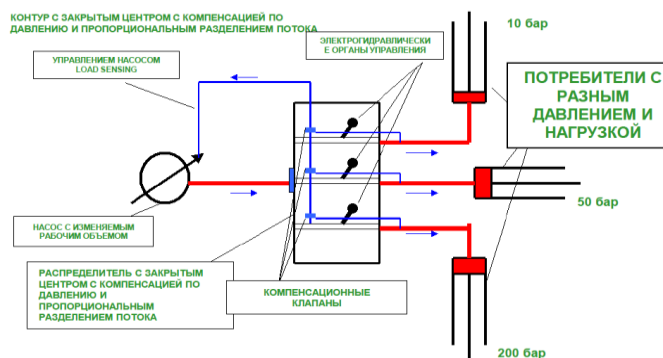 КОНТУР С ЗАКРЫТЫМ ЦЕНТРОМ С КОМПЕНСАЦИЕЙ ПО
ДАВЛЕНИЮ И ПРОПОРЦИОНАЛЬНЫМ РАЗДЕЛЕНИЕМ ПОТОКА
ЭЛЕКТРОГИДРАВЛИЧЕСКИ
Е ОРГАНЫ УПРАВЛЕНИЯ
10 бар
УПРАВЛЕНИЕМ НАСОСОМ
LOAD SENSING
ПОТРЕБИТЕЛИ С
РАЗНЫМ
ДАВЛЕНИЕМ И
НАГРУЗКОЙ
50 бар
НАСОС С ИЗМЕНЯЕМЫМ
РАБОЧИМ ОБЪЕМОМ
РАСПРЕДЕЛИТЕЛЬ С ЗАКРЫТЫМ
ЦЕНТРОМ С КОМПЕНСАЦИЕЙ ПО
ДАВЛЕНИЮ И
ПРОПОРЦИОНАЛЬНЫМ
РАЗДЕЛЕНИЕМ ПОТОКА
КОМПЕНСАЦИОННЫЕ
КЛАПАНЫ
200 бар